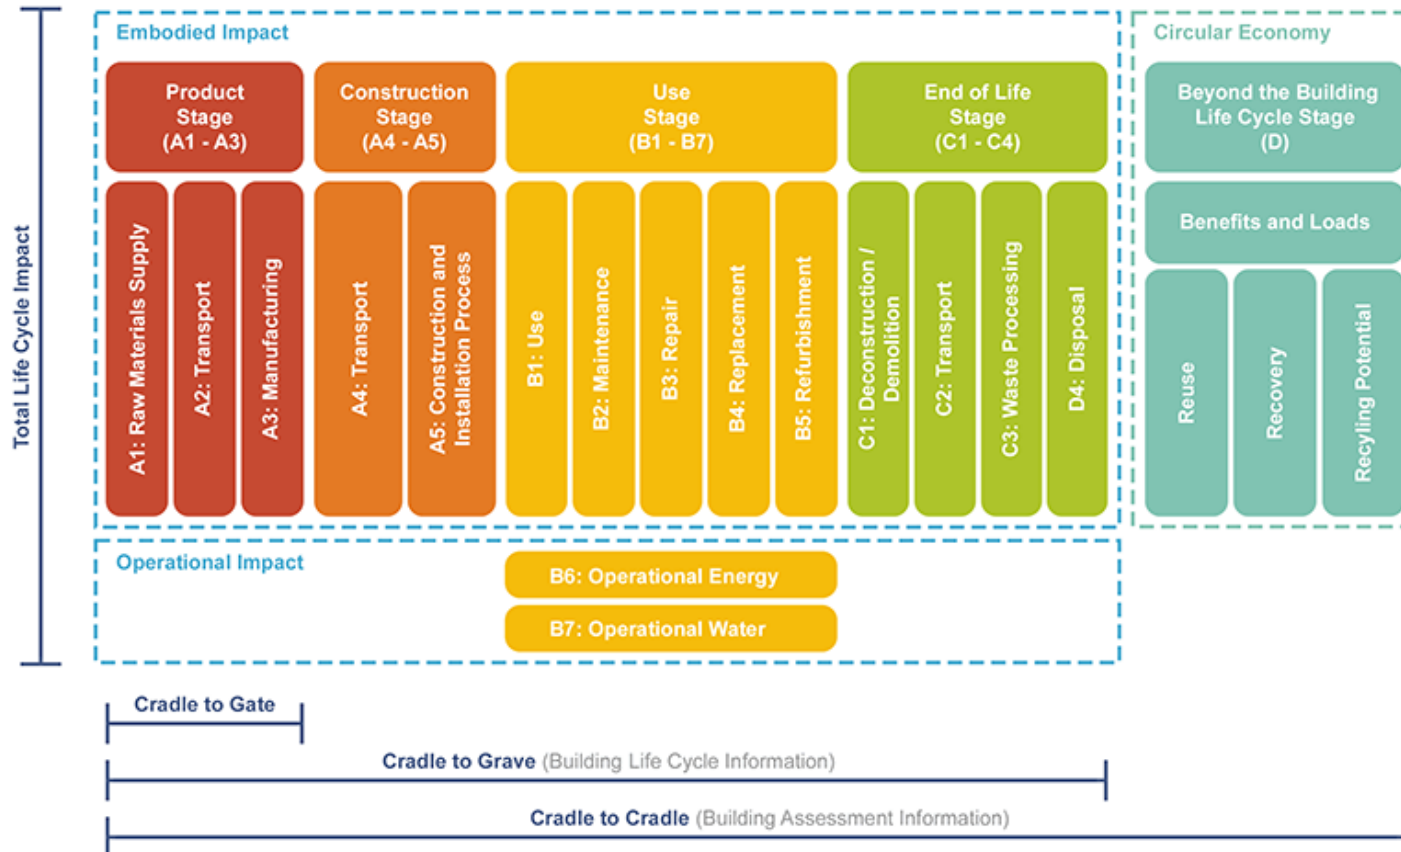 Total Life Cycle Impact
Embodied Impact
Product
Stage
(A1 - A3)
Construction
Stage
(A4 - A5)
Use
Stage
(B1 - B7)
End of Life
Stage
(C1 - C4)
A1: Raw Materials Supply
A2: Transport
A3: Manufacturing
A4: Transport
A5: Construction and
Installation Process
B1: Use
B2: Maintenance
B3: Repair
B4: Replacement
B5: Refurbishment
C1: Deconstruction /
Demolition
C2: Transport
C3: Waste Processing
D4: Disposal
Circular Economy
Beyond the Building
Life Cycle Stage
(D)
Benefits and Loads
Reuse
Recovery
Recyling Potential
Operational Impact
B6: Operational Energy
B7: Operational Water
Cradle to Gate
Cradle to Grave (Building Life Cycle Information)
Cradle to Cradle (Building Assessment Information)